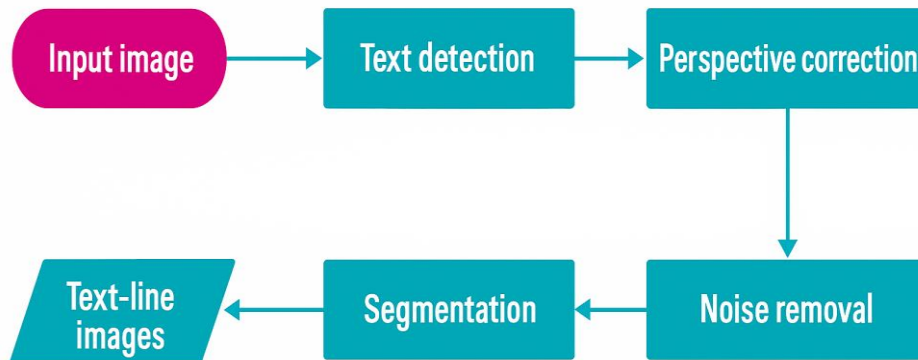 Input image
Text detection
Perspective correction
Noise removal
Segmentation
Text-line
images